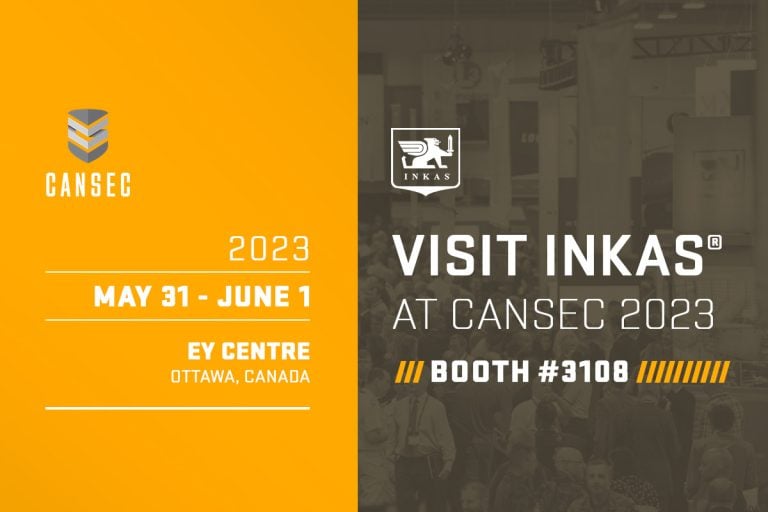 CANSEC
2023
MAY 31 - JUNE 1
EY CENTRE
OTTAWA, CANADA
INKAS
VISIT INKAS®
AT CANSEC 2023
BOOTH #3108